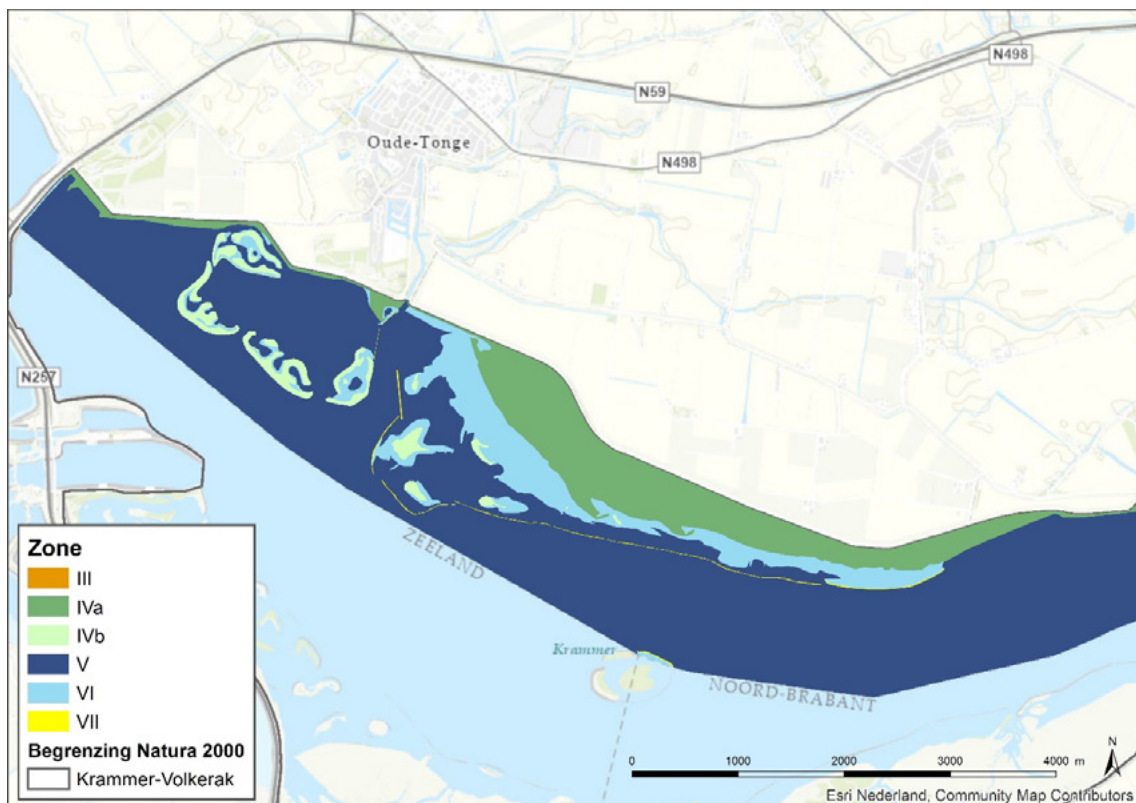 N498
N59
Oude-Tonge
N498
N257
ZEELAND
Krammer
NOORD-BRABANT
Zone
III
IVa
IVb
V
VI
VII
Begrenzing Natura 2000
Krammer-Volkerak
N
0 1000 2000 3000 4000 m
Esri Nederland, Community Map Contributors